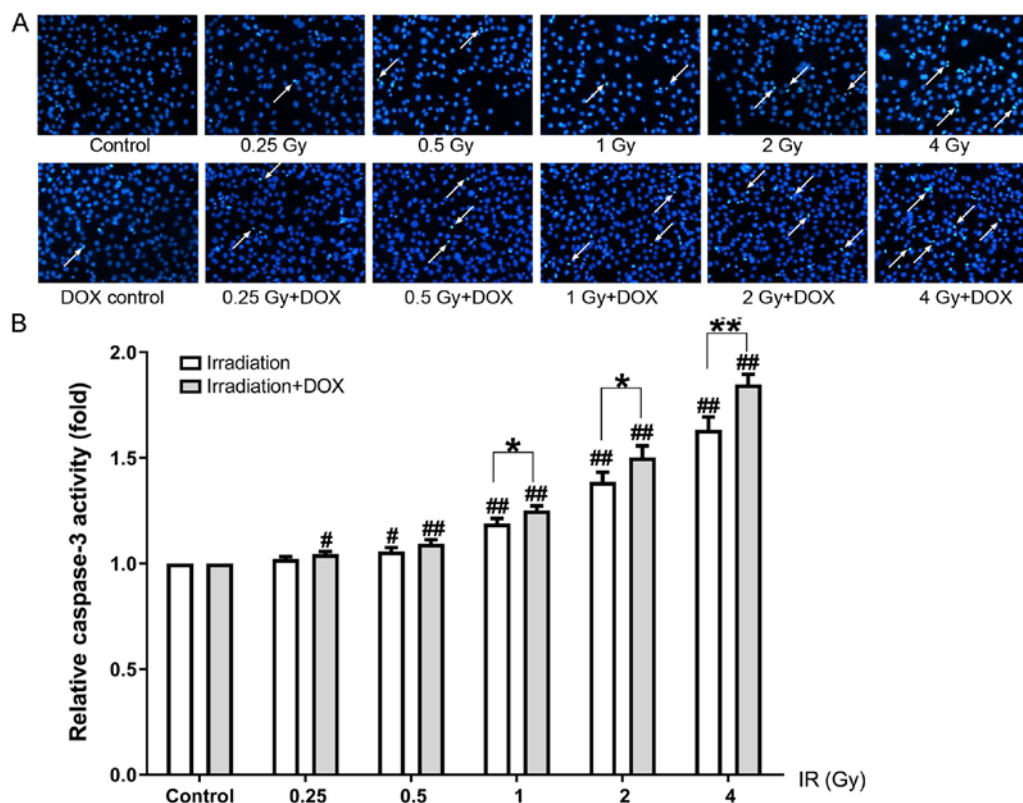 A
Control 0.25 Gy 0.5 Gy 1 Gy 2 Gy 4 Gy
DOX control 0.25 Gy+DOX 0.5 Gy+DOX 1 Gy+DOX 2 Gy+DOX 4 Gy+DOX
B
Relative caspase-3 activity (fold)
2.0
1.5
1.0
0.5
0.0
Irradiation
Irradiation+DOX
#
#
##
##
*
##
##
*
##
##
**
##
Control 0.25 0.5 1 2 4
IR (Gy)